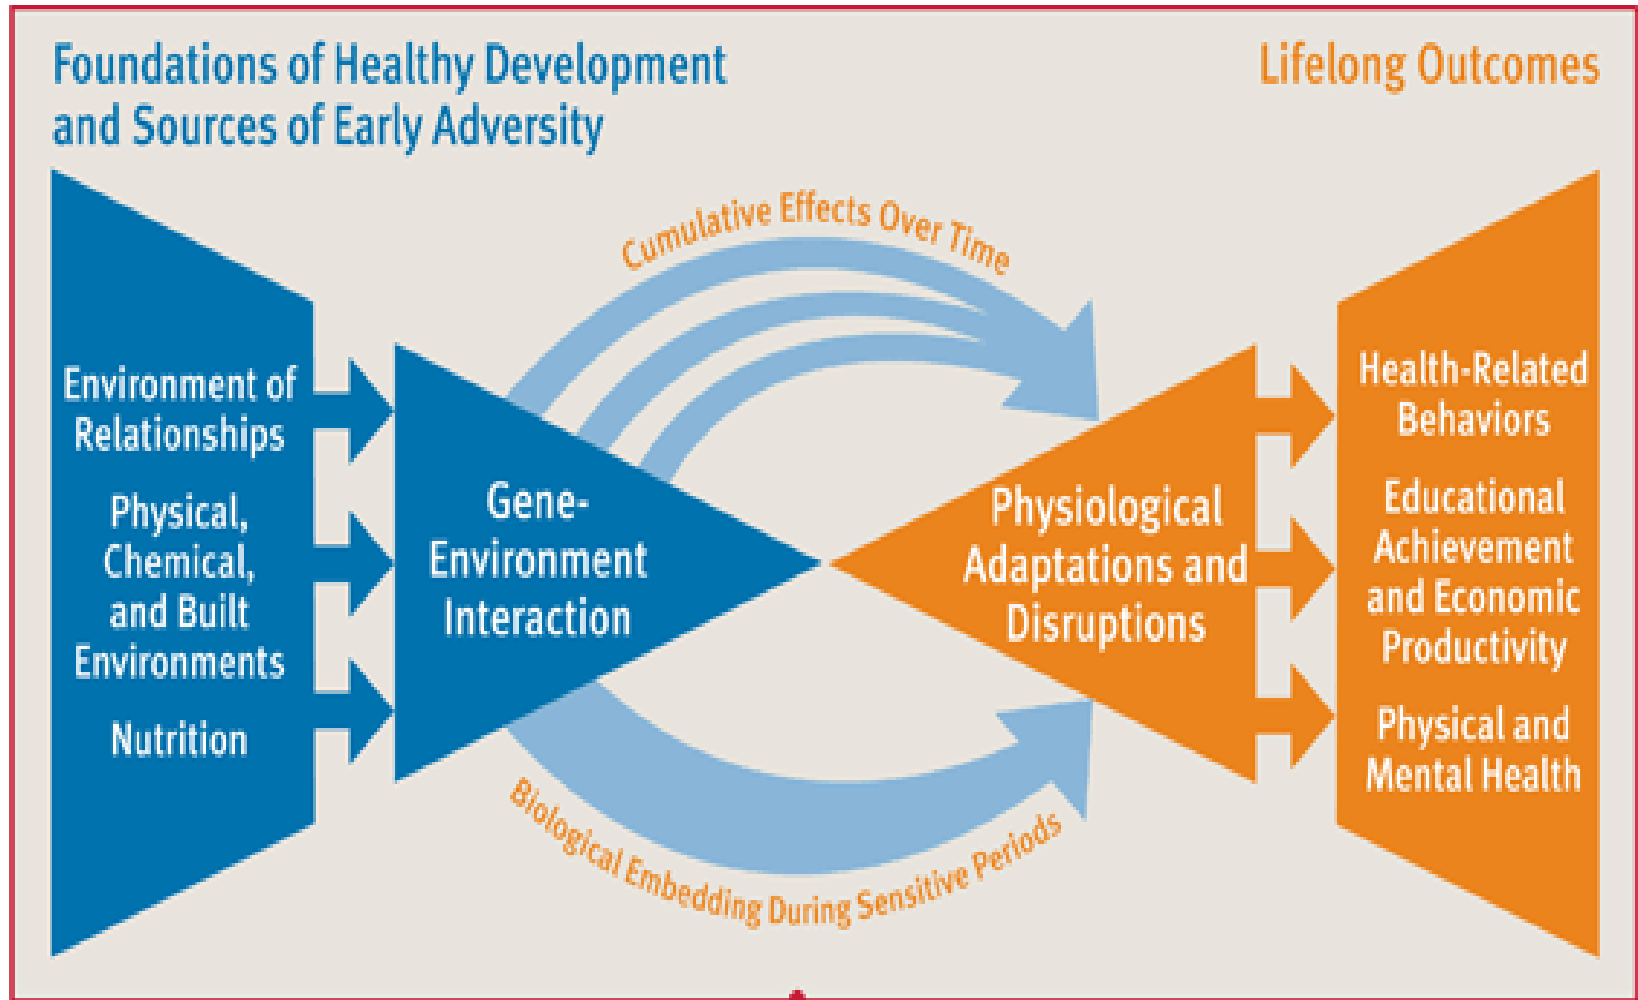 Foundations of Healthy Development
and Sources of Early Adversity
Lifelong Outcomes
Cumulative Effects Over Time
Environment of
Relationships
Physical,
Chemical,
and Built
Environments
Nutrition
Gene-
Environment
Interaction
Physiological
Adaptations and
Disruptions
Health-Related
Behaviors
Educational
Achievement
and Economic
Productivity
Physical and
Mental Health
Biological Embedding During Sensitive Periods